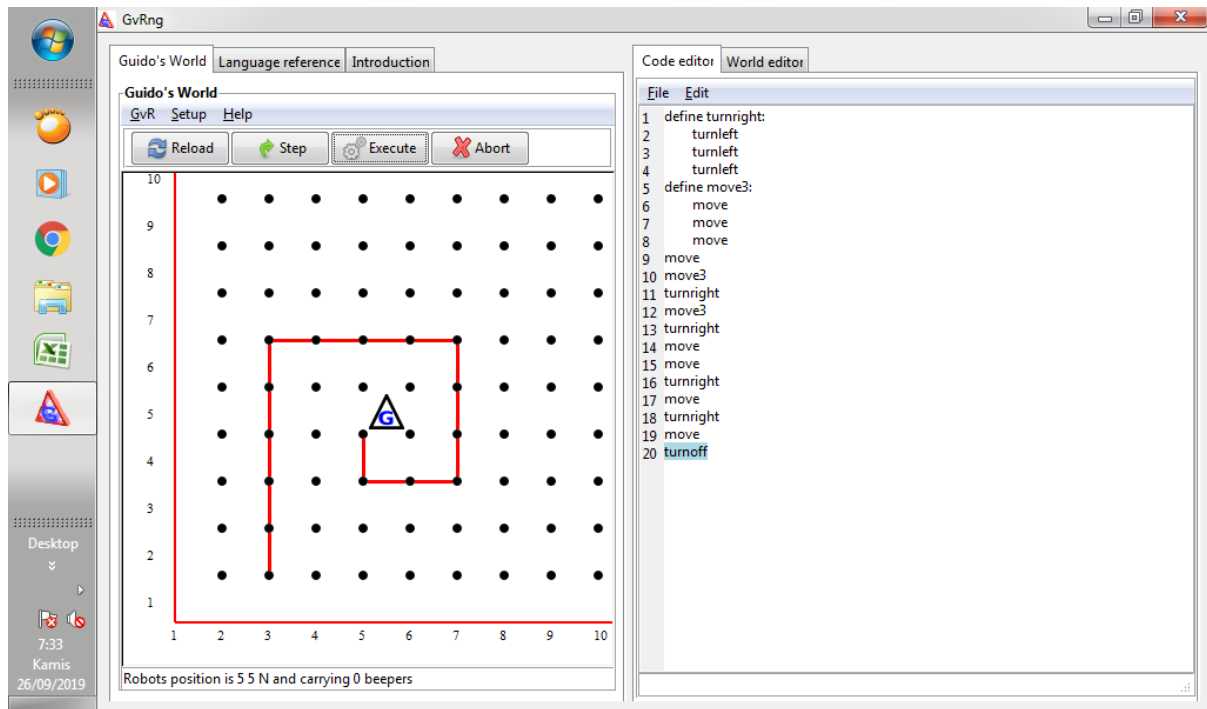 GvRng
Guido's World Language reference Introduction
Guido's World
GvR Setup Help
Reload Step Execute Abort
10
9
8
7
6
5
4
3
2
1
G
1 2 3 4 5 6 7 8 9 10
Robots position is 5 5 N and carrying 0 beepers
Code editor World editor
File Edit
1 define turnright:
2 turnleft
3 turnleft
4 turnleft
5 define move3:
6 move
7 move
8 move
9 move
10 move3
11 turnright
12 move3
13 turnright
14 move
15 move
16 turnright
17 move
18 turnright
19 move
20 turnoff
Desktop
7:33
Kamis
26/09/2019